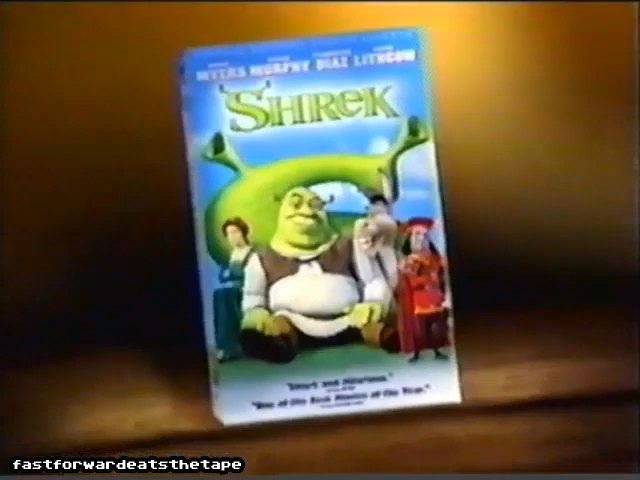 MYERS MURPHY DIAZ LITHGOW
SHREK
"Smart and Hilarious."
"One of the Best Movies of the Year."
fastforwardeatsthetape